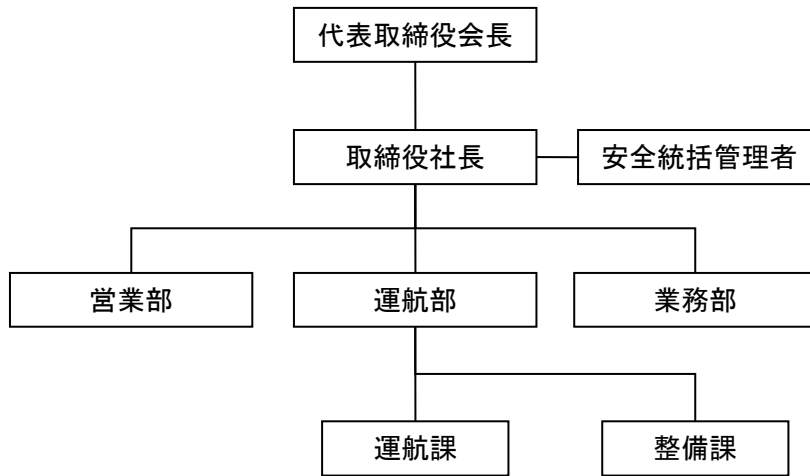 代表取締役会長
取締役社長
安全統括管理者
営業部
運航部
業務部
運航課
整備課